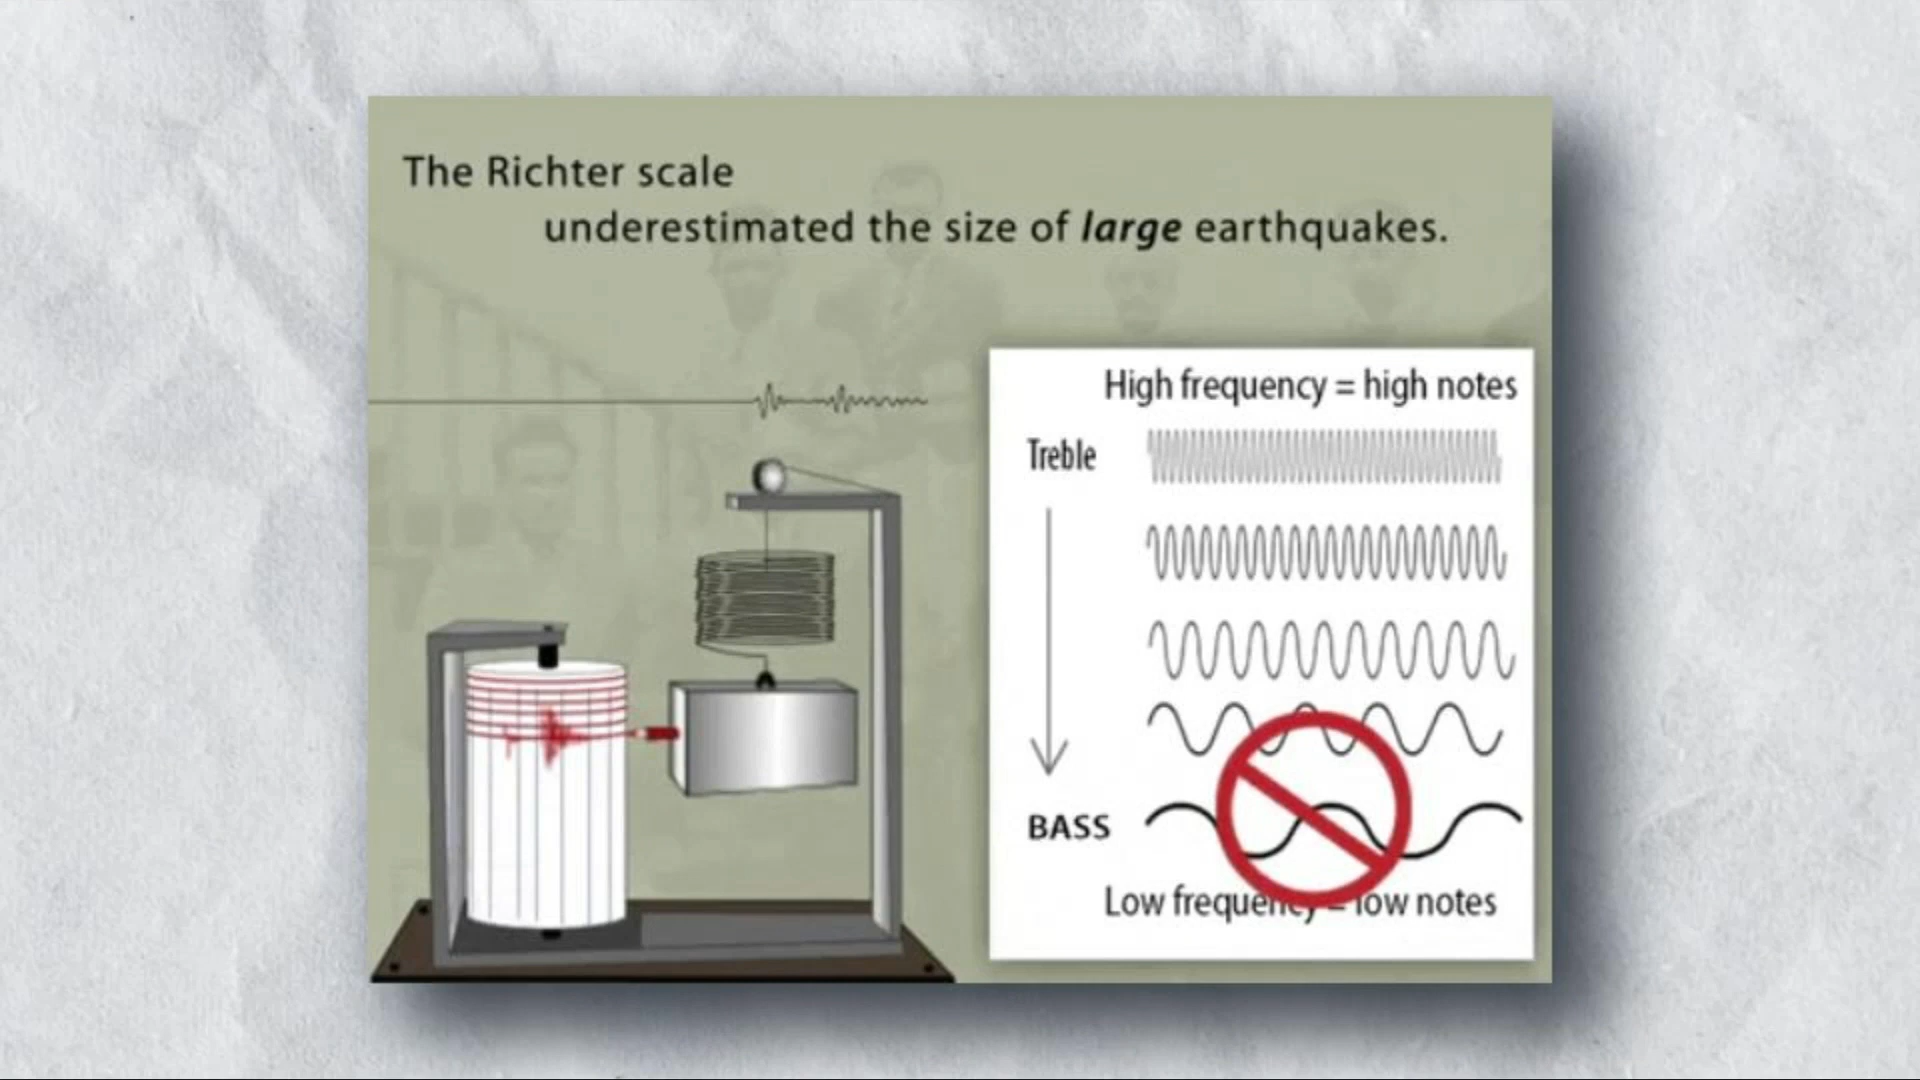 The Richter scale
underestimated the size of large earthquakes.
High frequency = high notes
Treble
BASS
Low frequency = low notes